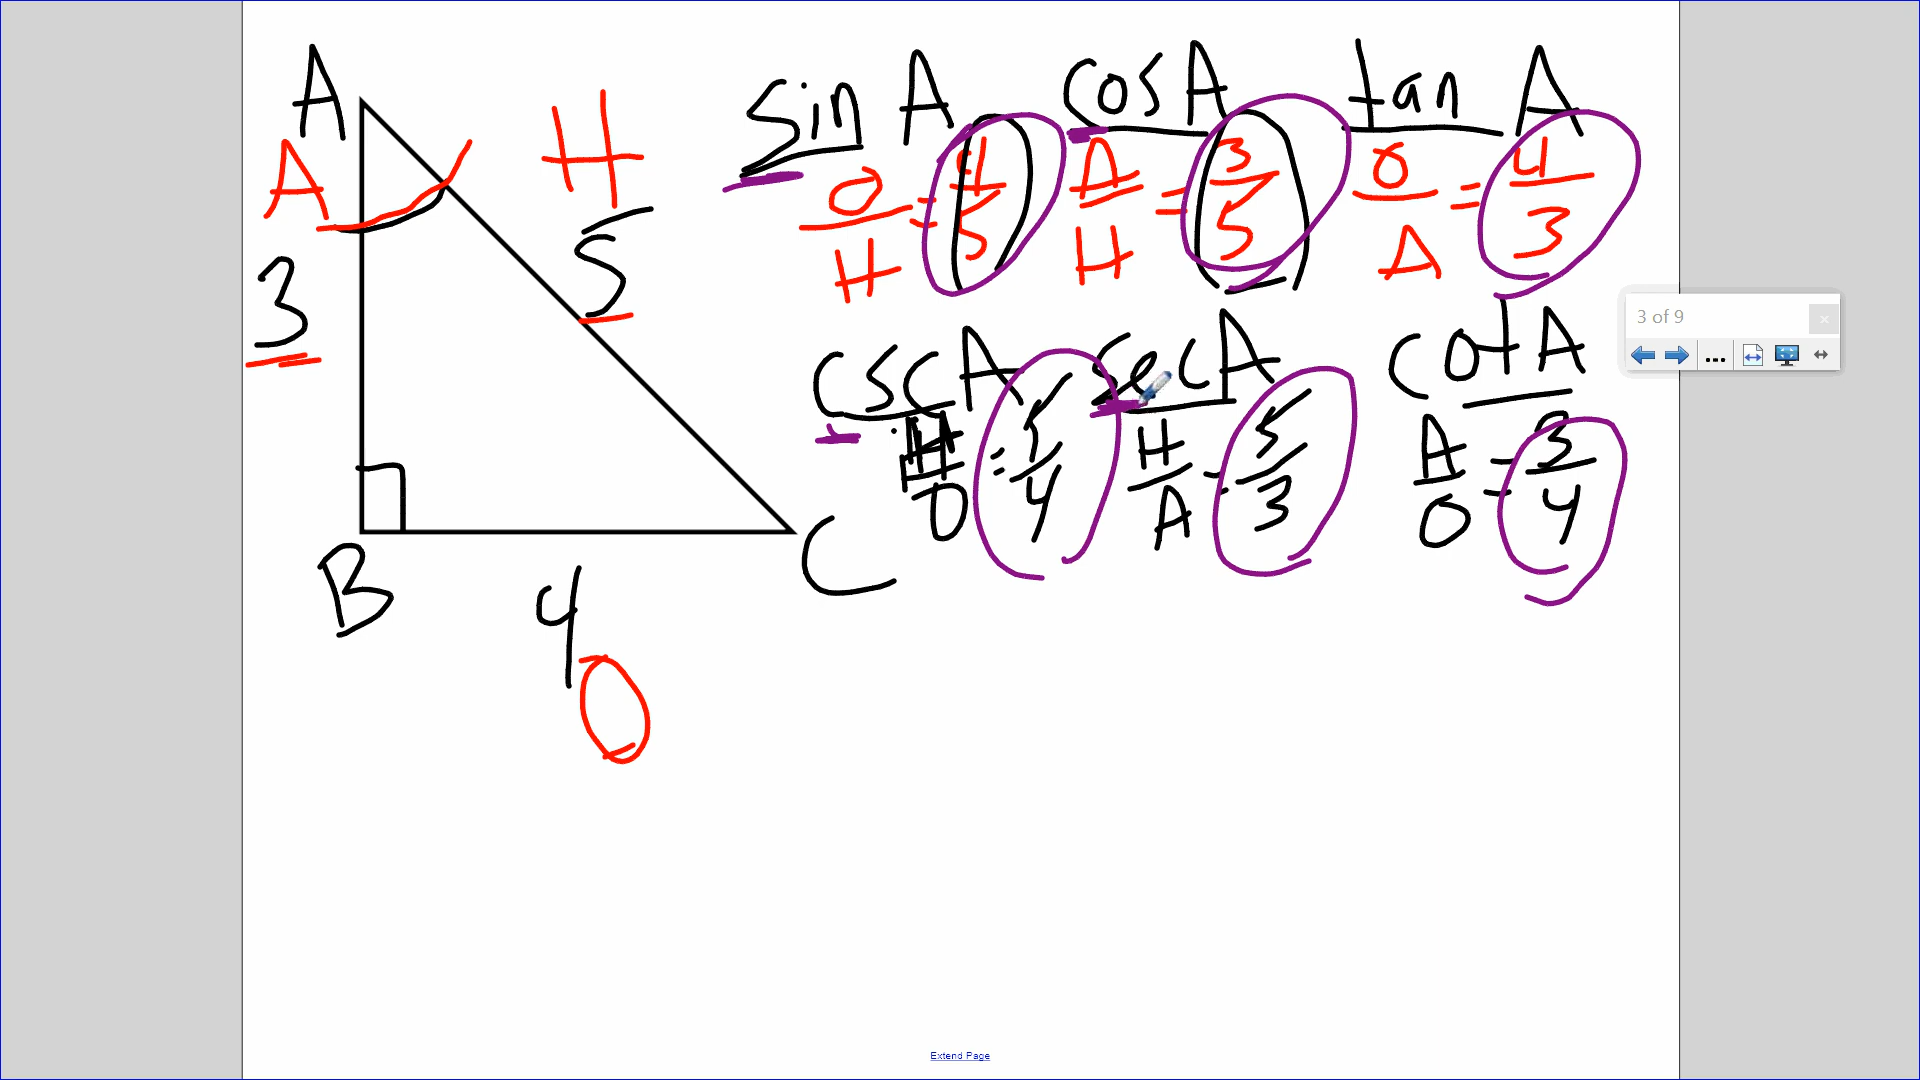 A
H
sin A cos A tan A
A
O/H = 4/5 A/H = 3/5 O/A = 4/3
5
3
csc A sec A cot A
H/O = 5/4 H/A = 5/3 A/O = 3/4
B
C
4
O
3 of 9
Extend Page